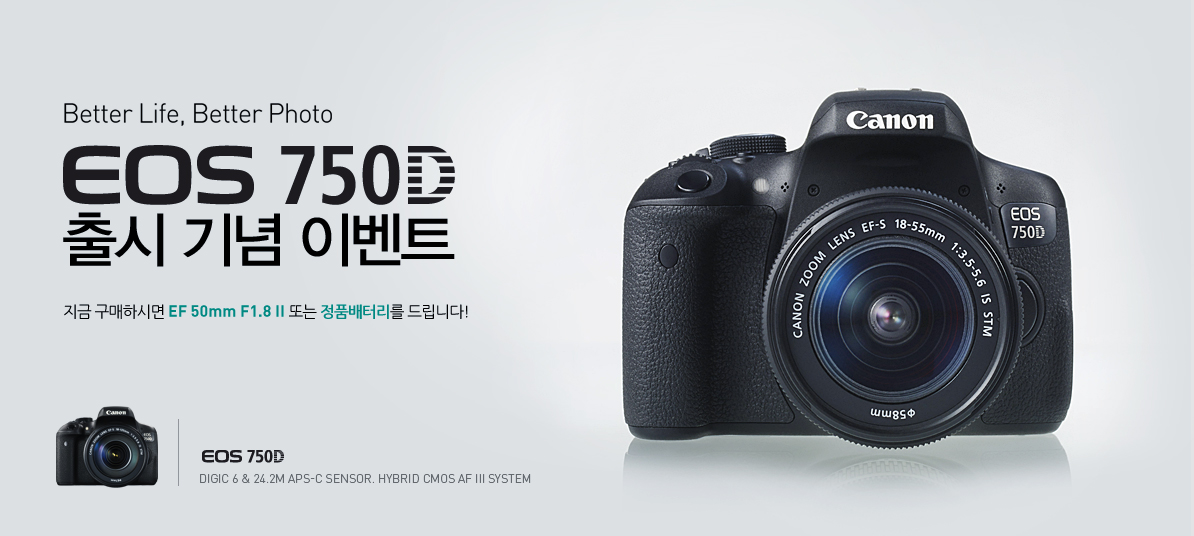 Better Life, Better Photo
EOS 750D
출시 기념 이벤트
지금 구매하시면 EF 50mm F1.8 II 또는 정품배터리를 드립니다!
Canon
EOS
750D
CANON ZOOM LENS EF-S 18-55mm 1:3.5-5.6 IS STM
φ58mm
Canon
EOS 750D
DIGIC 6 & 24.2M APS-C SENSOR. HYBRID CMOS AF III SYSTEM